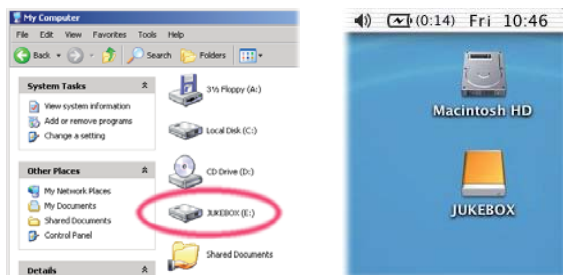 My Computer
File Edit View Favorites Tools Help
Back Search Folders
System Tasks
View system information
Add or remove programs
Change a setting
Other Places
My Network Places
My Documents
Shared Documents
Control Panel
Details
3½ Floppy (A:)
Local Disk (C:)
CD Drive (D:)
JUKEBOX (E:)
Shared Documents
(0:14) Fri 10:46
Macintosh HD
JUKEBOX